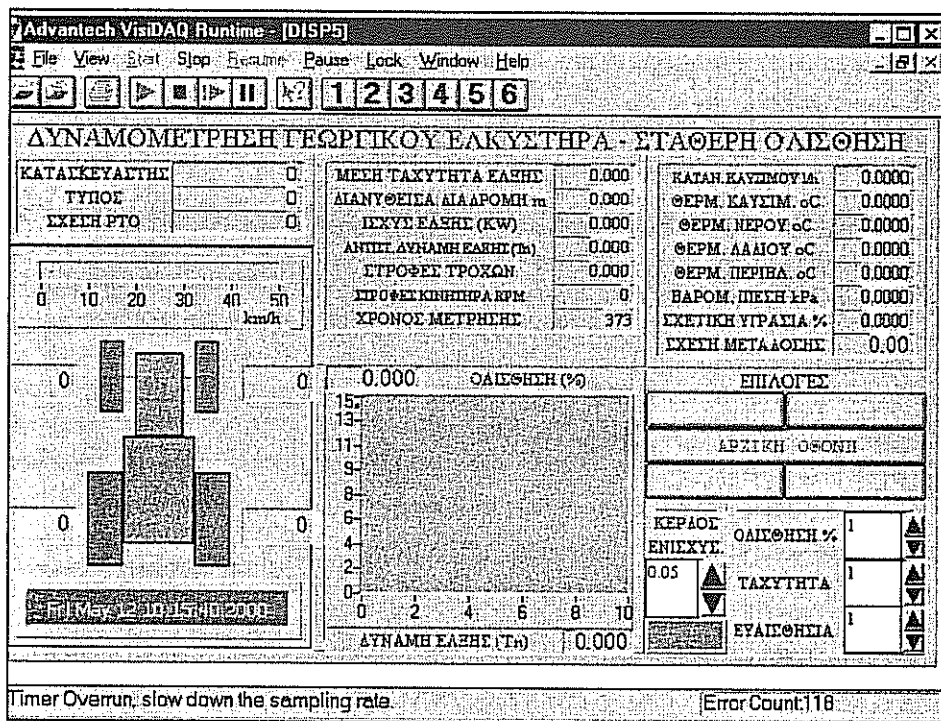 Advantech VisiDAQ Runtime - [DISP5]
File View Start Stop Resume Pause Lock Window Help
1 2 3 4 5 6
ΔΥΝΑΜΟΜΕΤΡΗΣΗ ΓΕΩΡΓΙΚΟΥ ΕΛΚΥΣΤΗΡΑ - ΣΤΑΘΕΡΗ ΟΛΙΣΘΗΣΗ
ΚΑΤΑΣΚΕΥΑΣΤΗΣ 0
ΤΥΠΟΣ 0
ΣΧΕΣΗ PTO 0
0 10 20 30 40 50
km/h
0 0
0 0
Fri May 12 2000
ΜΕΣΗ ΤΑΧΥΤΗΤΑ ΕΛΞΗΣ 0.000
ΔΙΑΝΥΘΕΙΣΑ ΔΙΑΔΡΟΜΗ m 0.000
ΙΣΧΥΣ ΕΛΞΗΣ (KW) 0.000
ΑΝΤΙΣΤ. ΔΥΝΑΜΗ ΕΛΞΗΣ (Tn) 0.000
ΣΤΡΟΦΕΣ ΤΡΟΧΩΝ 0.000
ΣΤΡΟΦΕΣ ΚΙΝΗΤΗΡΑ RPM 0
ΧΡΟΝΟΣ ΜΕΤΡΗΣΗΣ 373
0.000 ΟΛΙΣΘΗΣΗ (%)
15
13
11
9
8
6
4
2
0
0 2 4 6 8 10
ΔΥΝΑΜΗ ΕΛΞΗΣ (Tn) 0.000
ΚΑΤΑΝ. ΚΑΥΣΙΜΟΥ l/h 0.0000
ΘΕΡΜ. ΚΑΥΣΙΜ. oC 0.0000
ΘΕΡΜ. ΝΕΡΟΥ oC 0.0000
ΘΕΡΜ. ΛΑΔΙΟΥ oC 0.0000
ΘΕΡΜ. ΠΕΡΙΒΛ. oC 0.0000
ΒΑΡΟΜ. ΠΙΕΣΗ kPa 0.0000
ΣΧΕΤΙΚΗ ΥΓΡΑΣΙΑ % 0.0000
ΣΧΕΣΗ ΜΕΤΑΔΟΣΗΣ 0.00
ΕΠΙΛΟΓΕΣ
ΑΡΧΙΚΗ ΟΘΟΝΗ
ΚΕΡΔΟΣ
ΕΝΙΣΧΥΣ.
0.05
ΟΛΙΣΘΗΣΗ % 1
ΤΑΧΥΤΗΤΑ 1
ΕΥΑΙΣΘΗΣΙΑ 1
Timer Overrun, slow down the sampling rate. Error Count:118